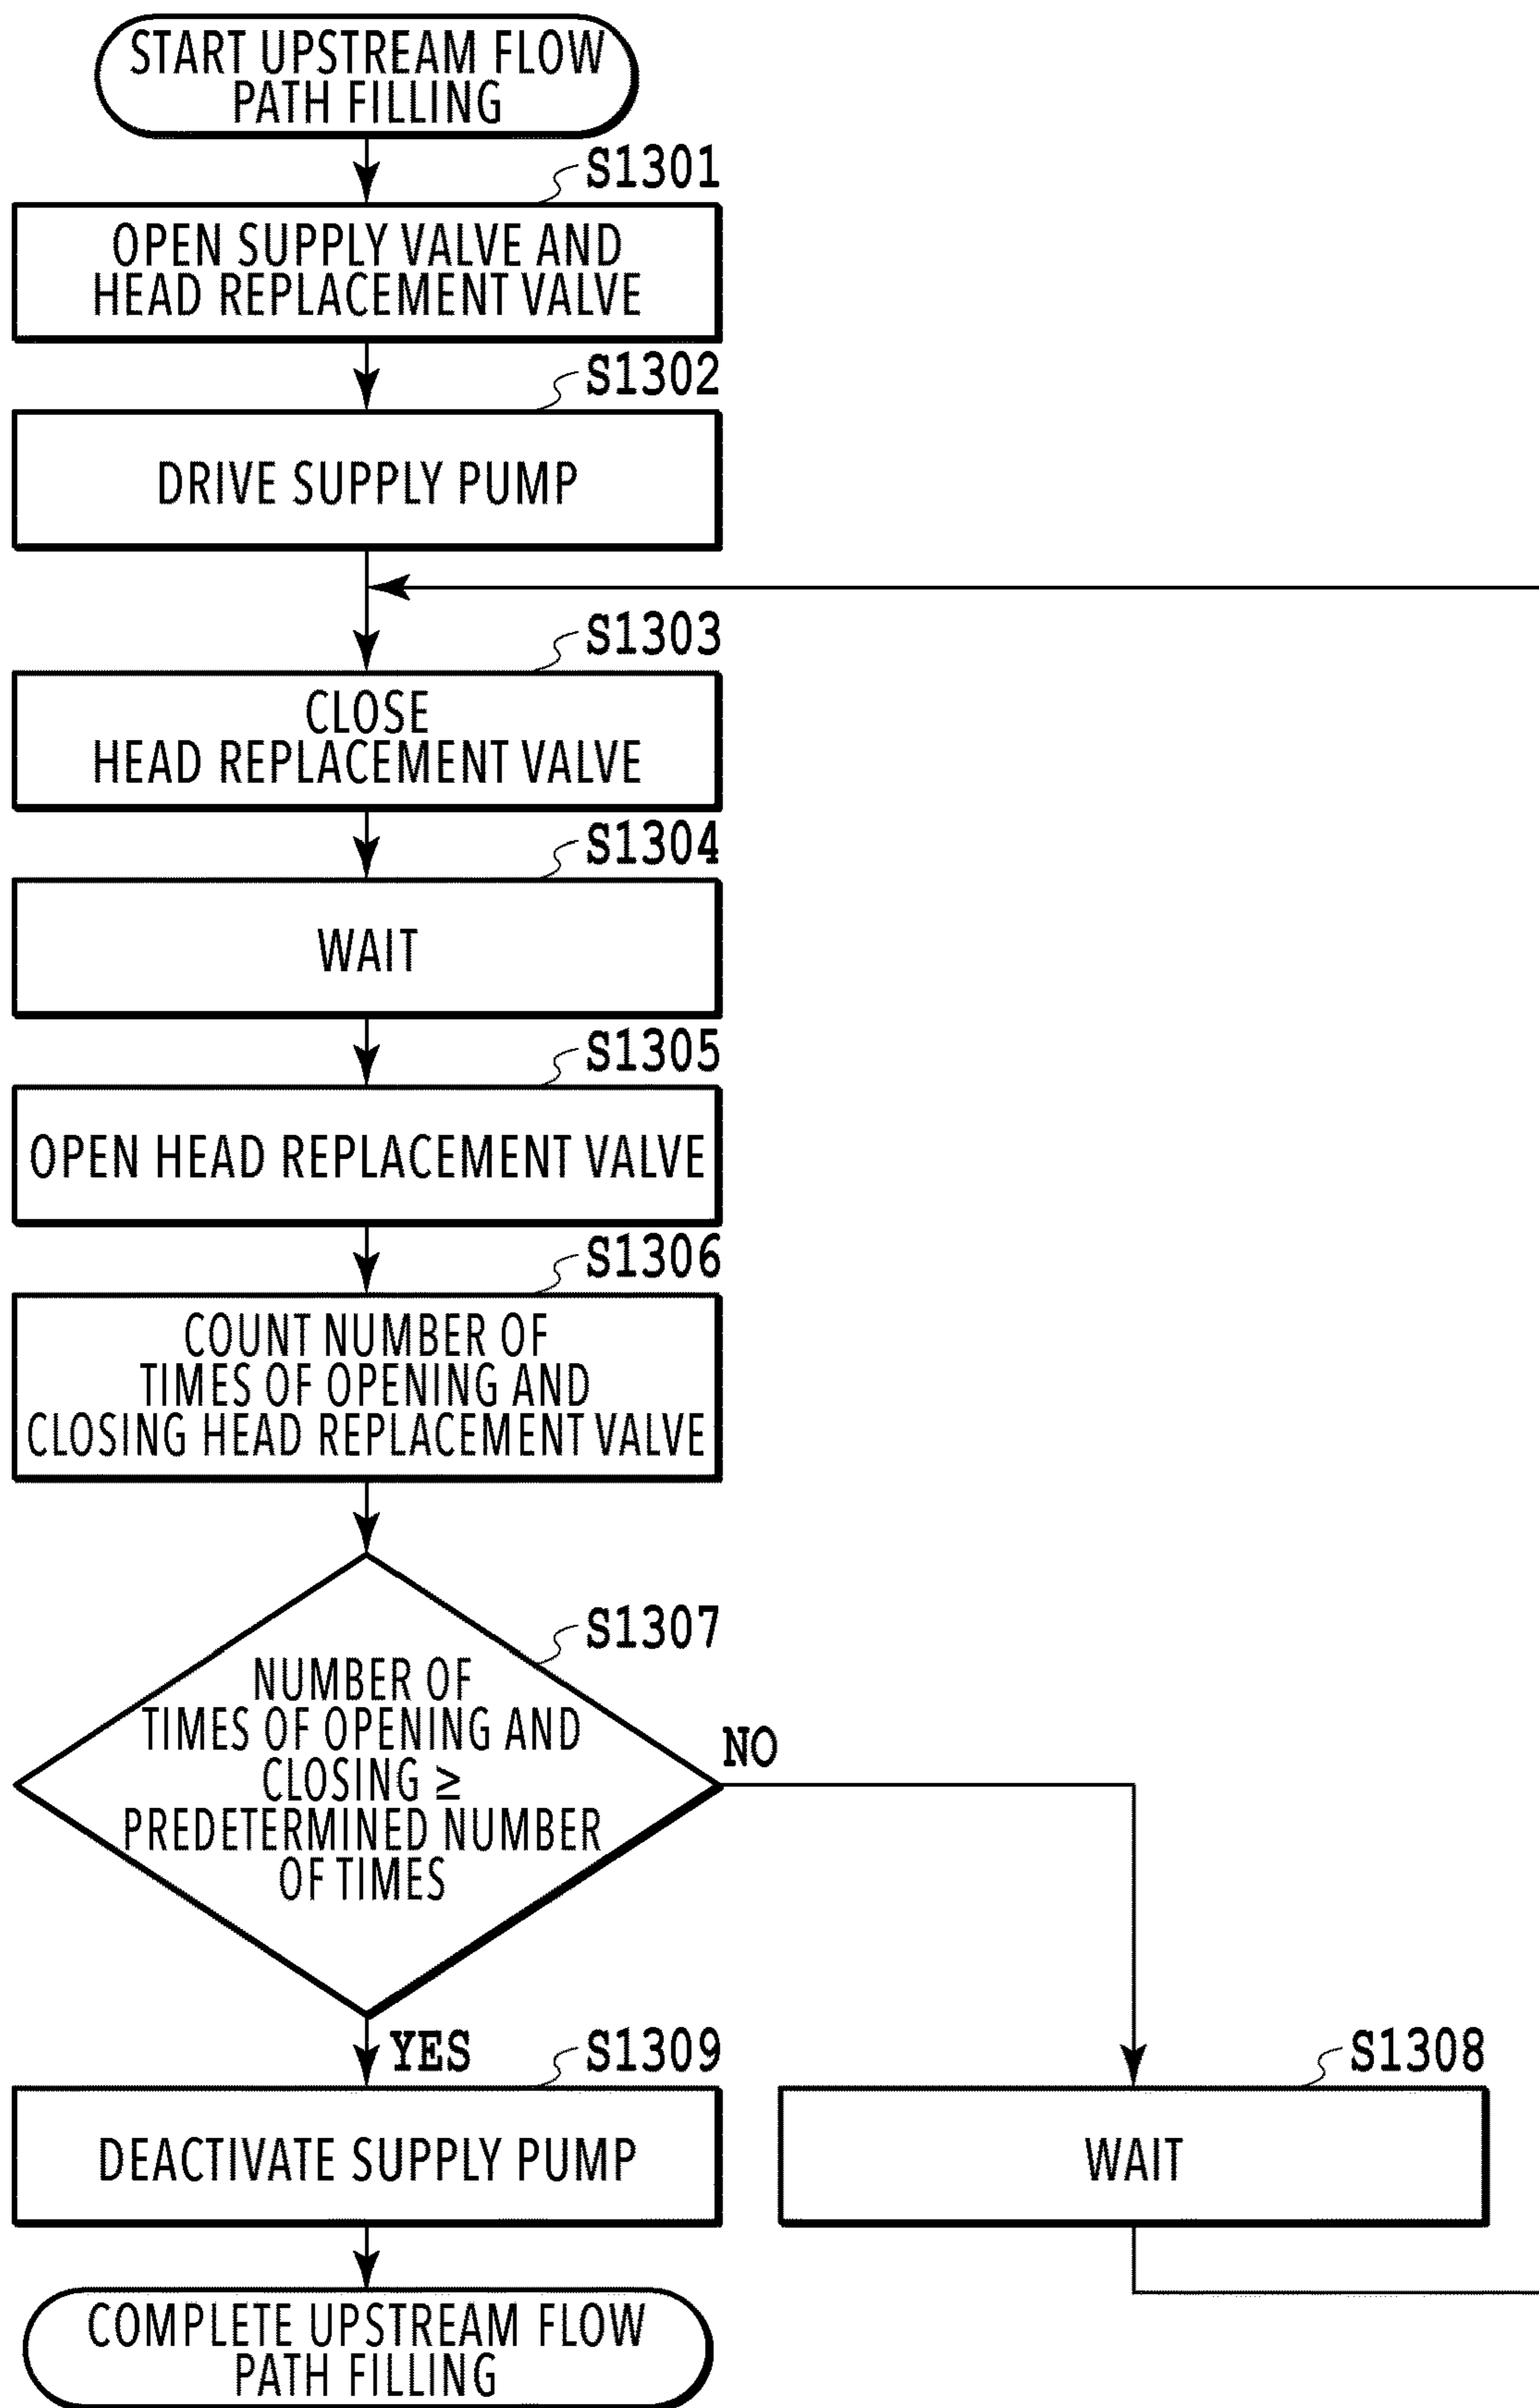 START UPSTREAM FLOW
PATH FILLING
S1301
OPEN SUPPLY VALVE AND
HEAD REPLACEMENT VALVE
S1302
DRIVE SUPPLY PUMP
S1303
CLOSE
HEAD REPLACEMENT VALVE
S1304
WAIT
S1305
OPEN HEAD REPLACEMENT VALVE
S1306
COUNT NUMBER OF
TIMES OF OPENING AND
CLOSING HEAD REPLACEMENT VALVE
S1307
NUMBER OF
TIMES OF OPENING AND
CLOSING ≥
PREDETERMINED NUMBER
OF TIMES
NO
YES
S1309
DEACTIVATE SUPPLY PUMP
S1308
WAIT
COMPLETE UPSTREAM FLOW
PATH FILLING